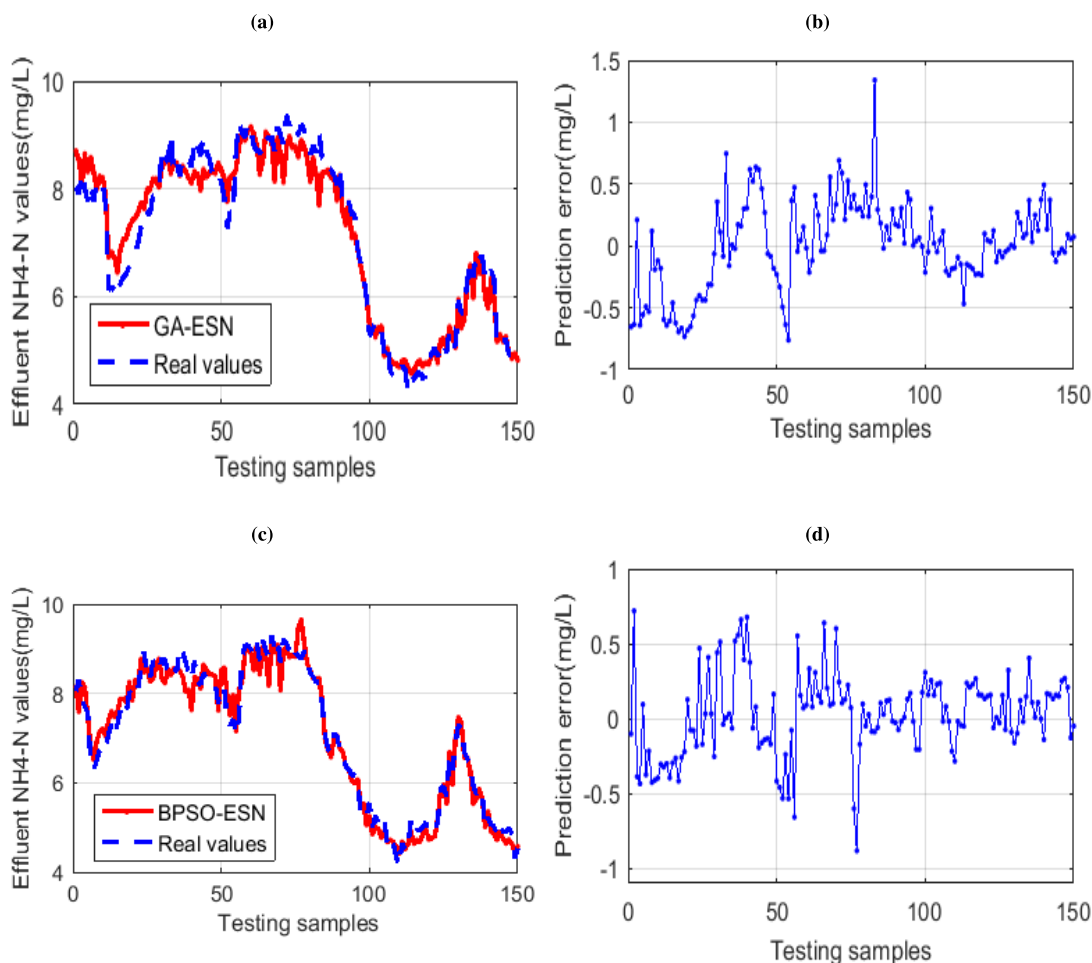 (a)
Effluent NH4-N values(mg/L)
10
8
6
4
GA-ESN
Real values
0
50
100
150
Testing samples
(b)
Prediction error(mg/L)
1.5
1
0.5
0
-0.5
-1
0
50
100
150
Testing samples
(c)
Effluent NH4-N values(mg/L)
10
8
6
4
BPSO-ESN
Real values
0
50
100
150
Testing samples
(d)
Prediction error(mg/L)
1
0.5
0
-0.5
-1
0
50
100
150
Testing samples